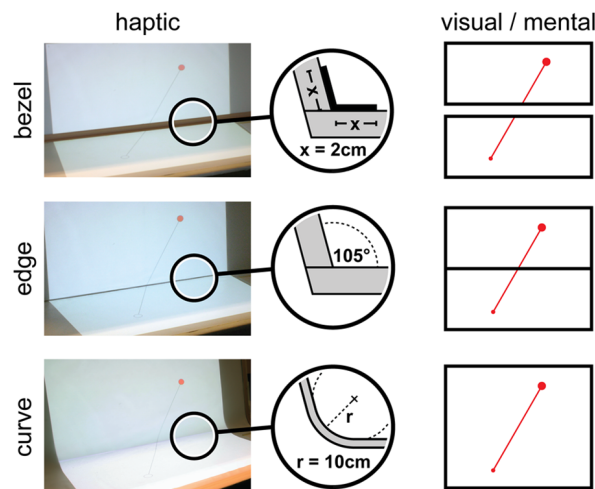 haptic
visual / mental
bezel
x
x
x = 2cm
edge
105°
curve
r
r = 10cm